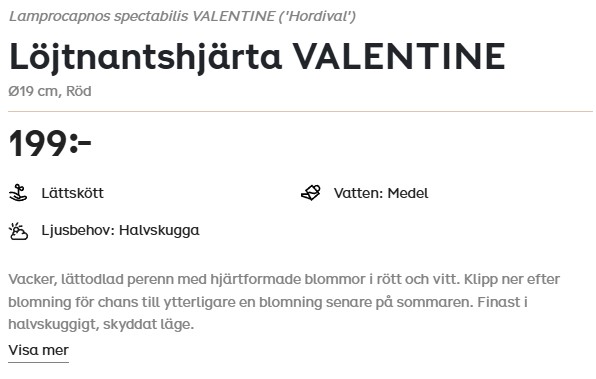 Lamprocapnos spectabilis VALENTINE ('Hordival')
Löjtnantshjärta VALENTINE
Ø19 cm, Röd
199:-
Lättskött
Vatten: Medel
Ljusbehov: Halvskugga
Vacker, lättodlad perenn med hjärtformade blommor i rött och vitt. Klipp ner efter
blomning för chans till ytterligare en blomning senare på sommaren. Finast i
halvskuggigt, skyddat läge.
Visa mer